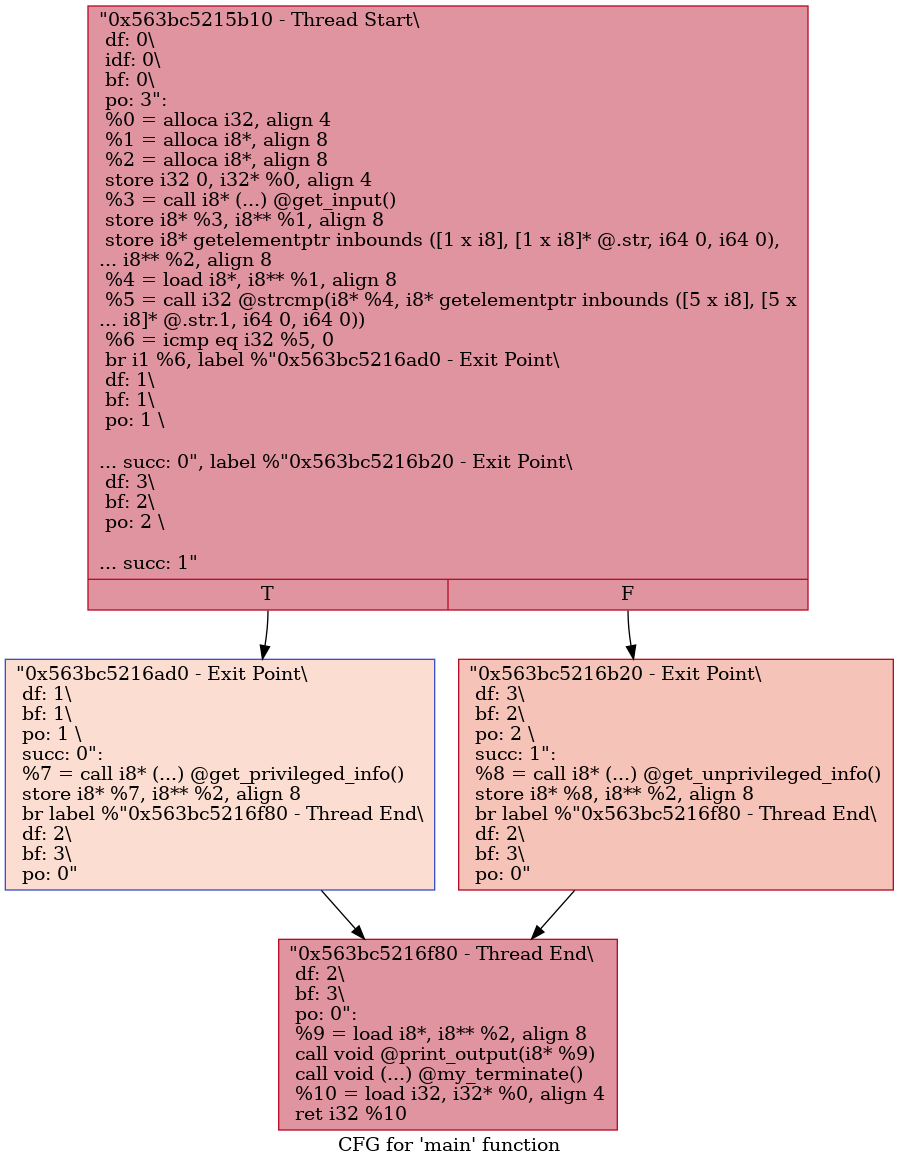 "0x563bc5215b10 - Thread Start\
df: 0\
idf: 0\
bf: 0\
po: 3":
%0 = alloca i32, align 4
%1 = alloca i8*, align 8
%2 = alloca i8*, align 8
store i32 0, i32* %0, align 4
%3 = call i8* (...) @get_input()
store i8* %3, i8** %1, align 8
store i8* getelementptr inbounds ([1 x i8], [1 x i8]* @.str, i64 0, i64 0),
... i8** %2, align 8
%4 = load i8*, i8** %1, align 8
%5 = call i32 @strcmp(i8* %4, i8* getelementptr inbounds ([5 x i8], [5 x
... i8]* @.str.1, i64 0, i64 0))
%6 = icmp eq i32 %5, 0
br i1 %6, label %"0x563bc5216ad0 - Exit Point\
df: 1\
bf: 1\
po: 1 \
... succ: 0", label %"0x563bc5216b20 - Exit Point\
df: 3\
bf: 2\
po: 2 \
... succ: 1"
T
F
"0x563bc5216ad0 - Exit Point\
df: 1\
bf: 1\
po: 1 \
succ: 0":
%7 = call i8* (...) @get_privileged_info()
store i8* %7, i8** %2, align 8
br label %"0x563bc5216f80 - Thread End\
df: 2\
bf: 3\
po: 0"
"0x563bc5216b20 - Exit Point\
df: 3\
bf: 2\
po: 2 \
succ: 1":
%8 = call i8* (...) @get_unprivileged_info()
store i8* %8, i8** %2, align 8
br label %"0x563bc5216f80 - Thread End\
df: 2\
bf: 3\
po: 0"
"0x563bc5216f80 - Thread End\
df: 2\
bf: 3\
po: 0":
%9 = load i8*, i8** %2, align 8
call void @print_output(i8* %9)
call void (...) @my_terminate()
%10 = load i32, i32* %0, align 4
ret i32 %10
CFG for 'main' function